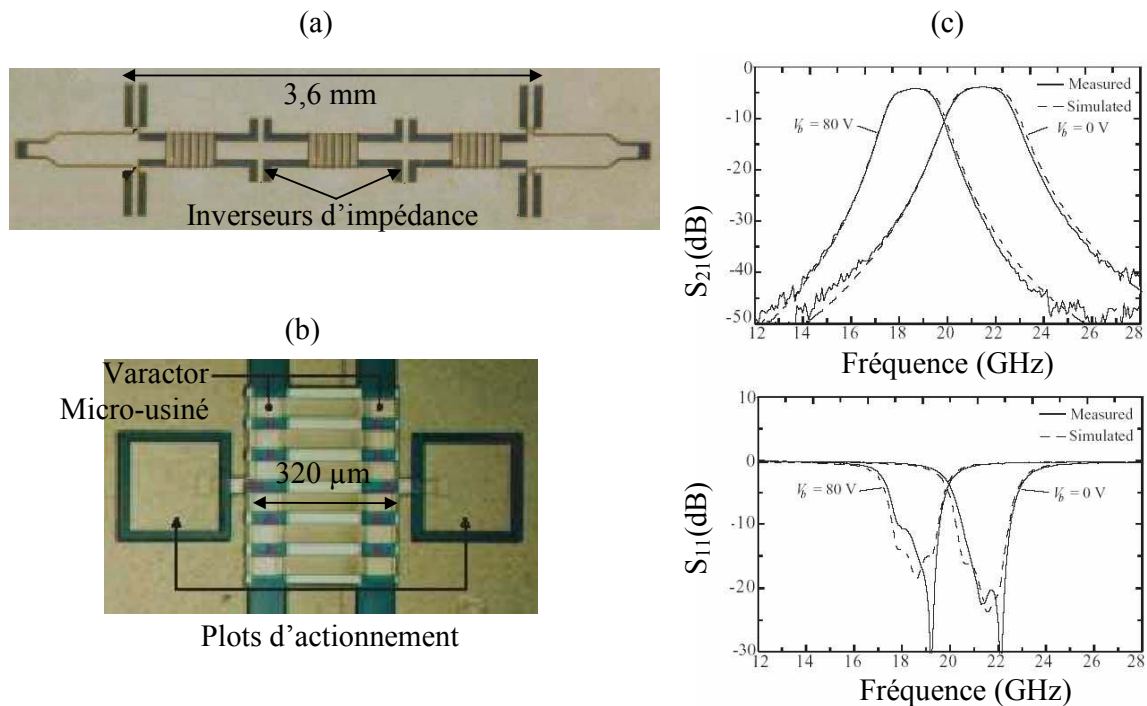 (a)
3,6 mm
Inverseurs d’impédance
(b)
Varactor
Micro-usiné
320 µm
Plots d’actionnement
(c)
S21(dB)
0
-10
-20
-30
-40
-50
Measured
Simulated
Vb = 80 V
Vb = 0 V
12 14 16 18 20 22 24 26 28
Fréquence (GHz)
S11(dB)
10
0
-10
-20
-30
Measured
Simulated
Vb = 80 V
Vb = 0 V
12 14 16 18 20 22 24 26 28
Fréquence (GHz)